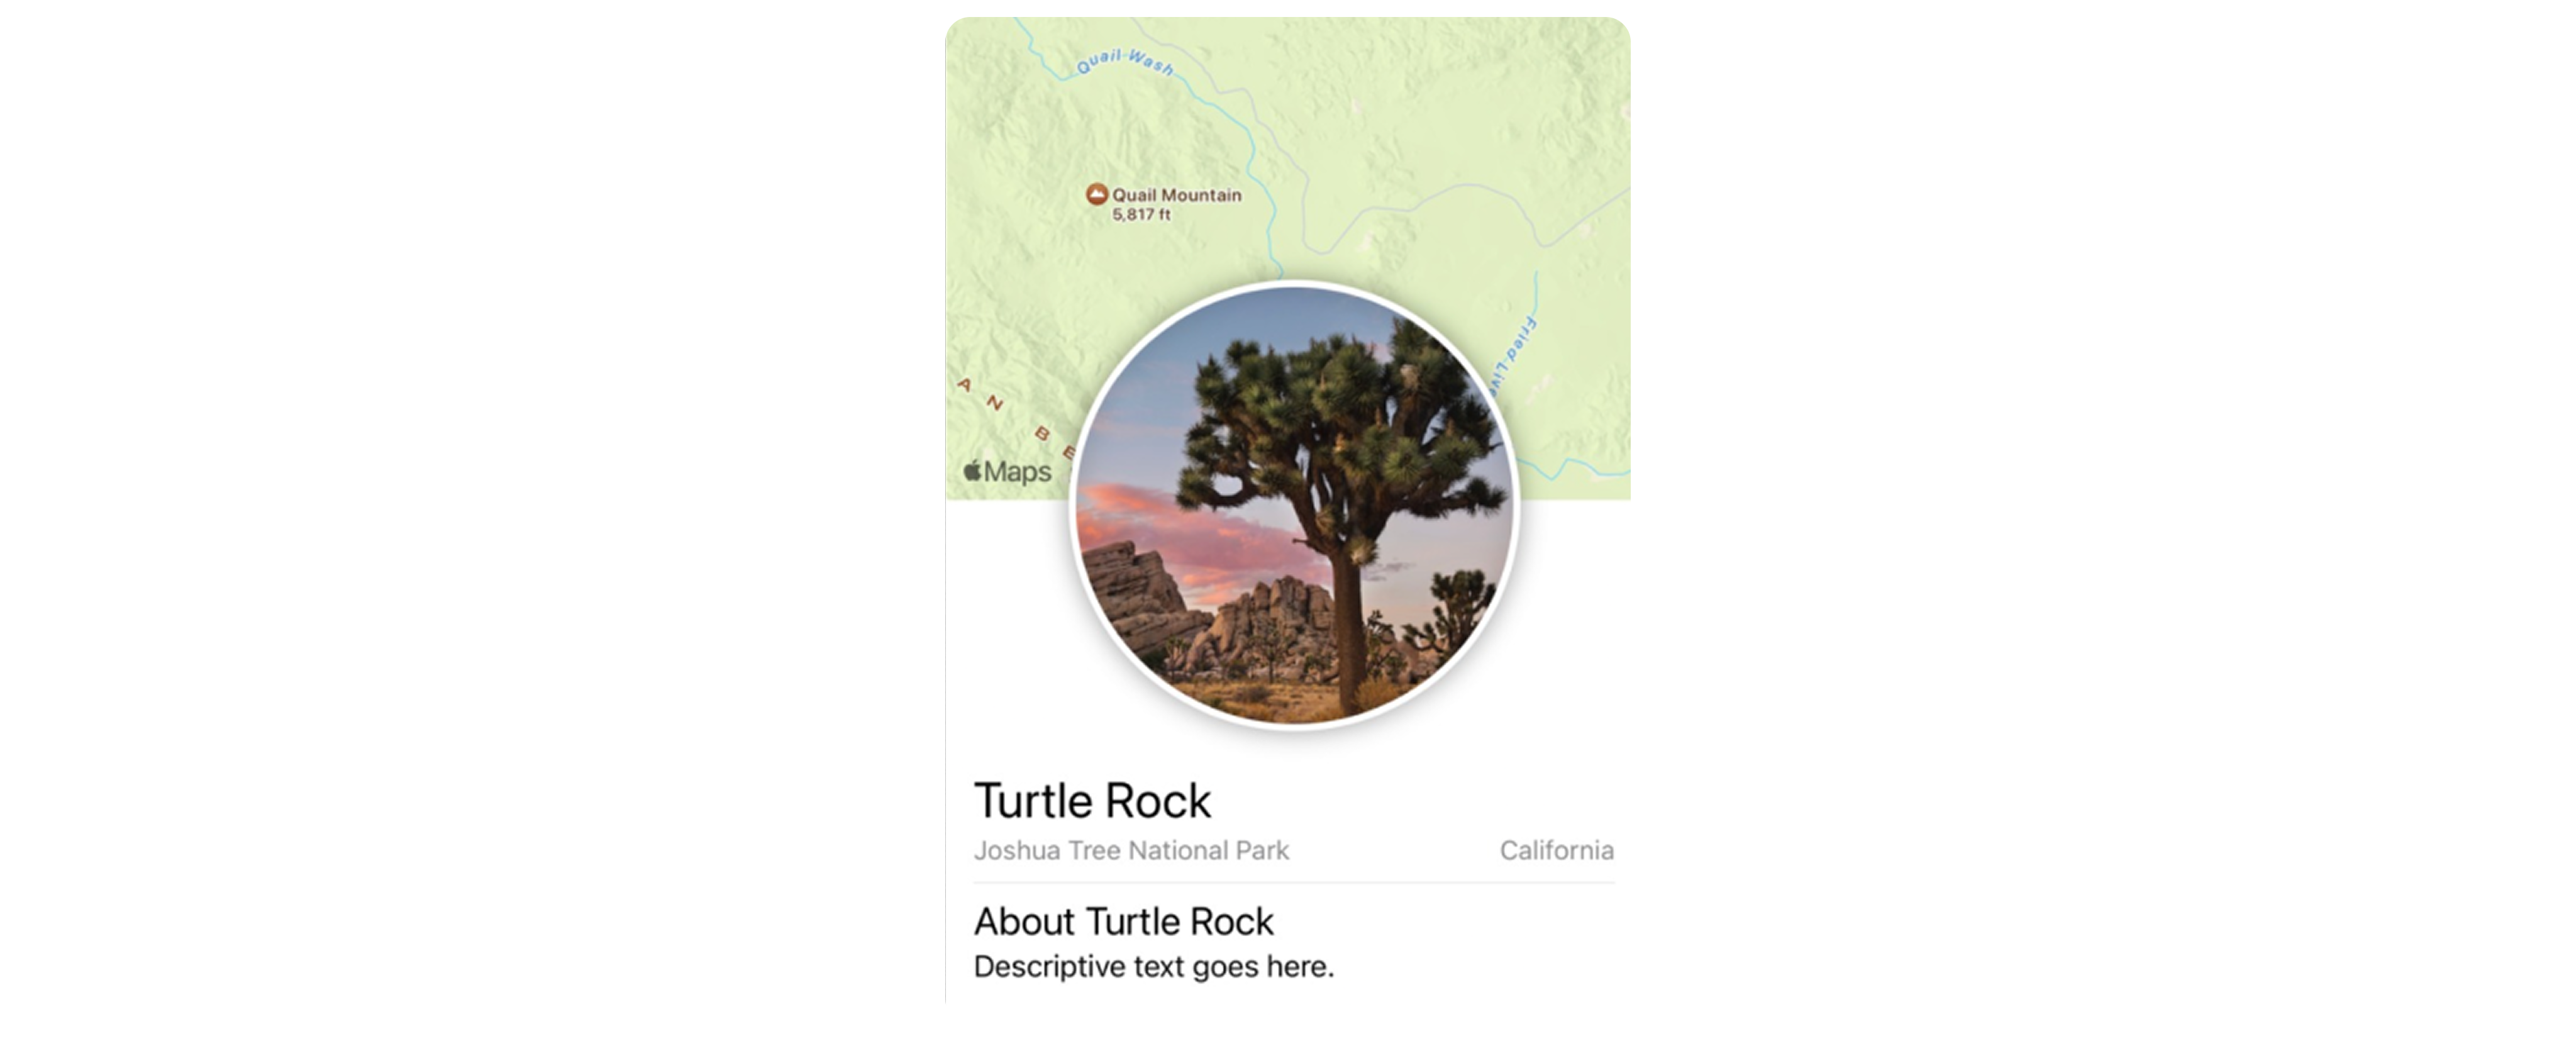 Quail Wash
Quail Mountain
5,817 ft
Fried Live
A N B E
Maps
Turtle Rock
Joshua Tree National Park
California
About Turtle Rock
Descriptive text goes here.